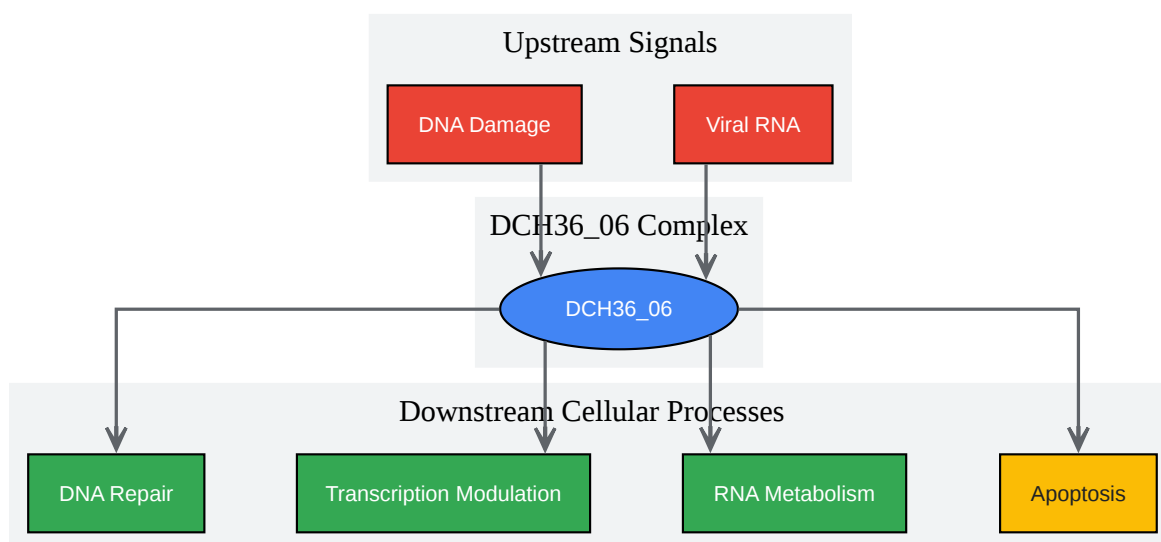 Upstream Signals
DNA Damage
Viral RNA
DCH36_06 Complex
DCH36_06
Downstream Cellular Processes
DNA Repair
Transcription Modulation
RNA Metabolism
Apoptosis